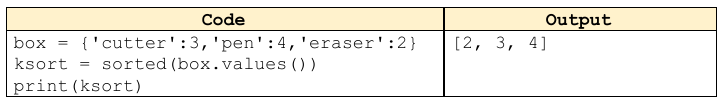 Code Output
box = {'cutter':3,'pen':4,'eraser':2} [2, 3, 4]
ksort = sorted(box.values())
print(ksort)